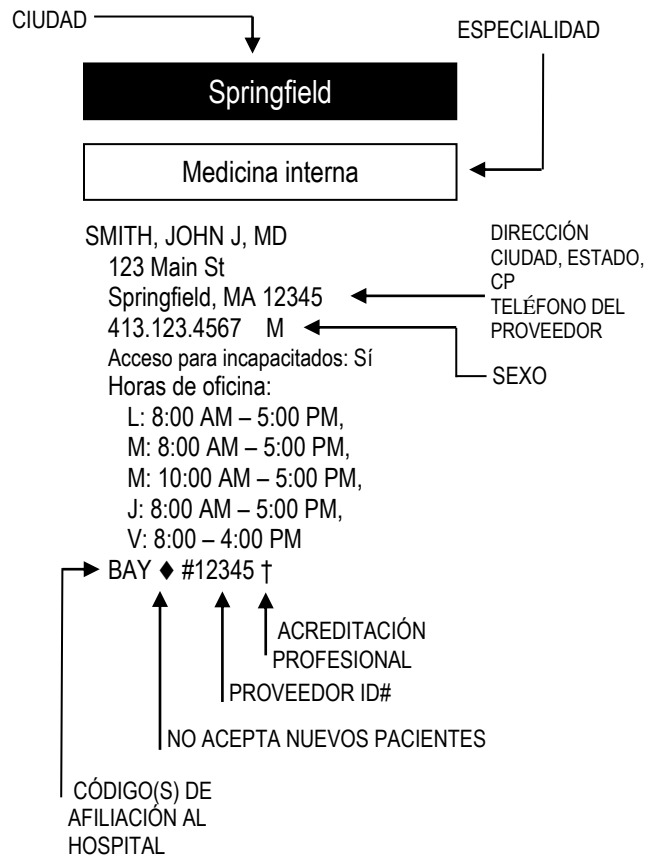 CIUDAD
ESPECIALIDAD
Springfield
Medicina interna
SMITH, JOHN J, MD
123 Main St
Springfield, MA 12345
413.123.4567 M
Acceso para incapacitados: Sí
Horas de oficina:
L: 8:00 AM – 5:00 PM,
M: 8:00 AM – 5:00 PM,
M: 10:00 AM – 5:00 PM,
J: 8:00 AM – 5:00 PM,
V: 8:00 – 4:00 PM
BAY ♦ #12345 †
DIRECCIÓN
CIUDAD, ESTADO,
CP
TELÉFONO DEL
PROVEEDOR
SEXO
ACREDITACIÓN
PROFESIONAL
PROVEEDOR ID#
NO ACEPTA NUEVOS PACIENTES
CÓDIGO(S) DE
AFILIACIÓN AL
HOSPITAL